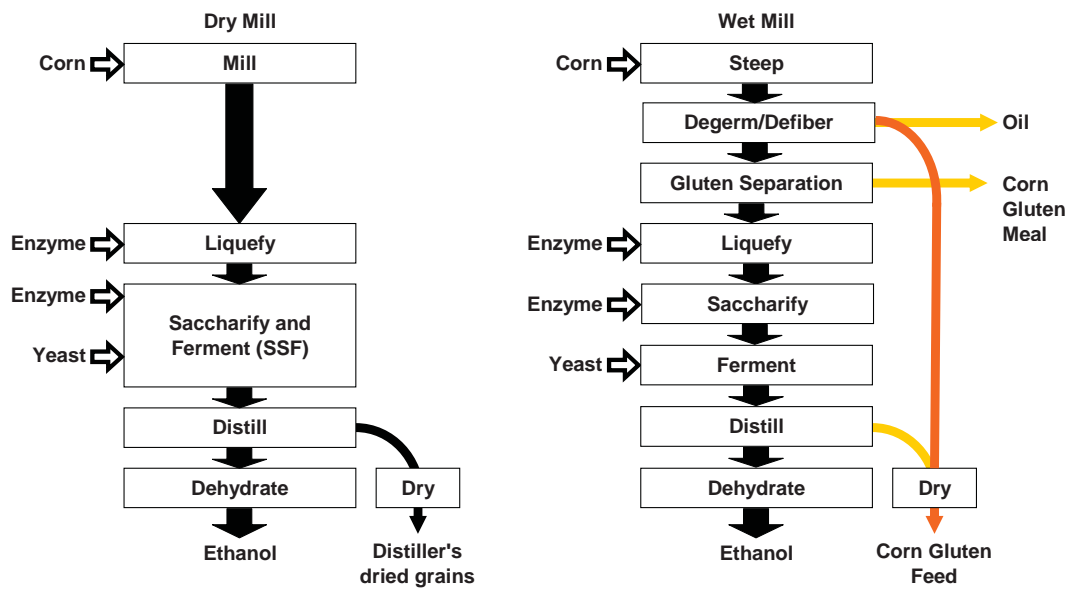 Dry Mill
Corn
Mill
Enzyme
Liquefy
Enzyme
Yeast
Saccharify and
Ferment (SSF)
Distill
Dehydrate
Dry
Ethanol
Distiller's
dried grains
Wet Mill
Corn
Steep
Degerm/Defiber
Oil
Gluten Separation
Corn
Gluten
Meal
Enzyme
Liquefy
Enzyme
Saccharify
Yeast
Ferment
Distill
Dehydrate
Dry
Ethanol
Corn Gluten
Feed